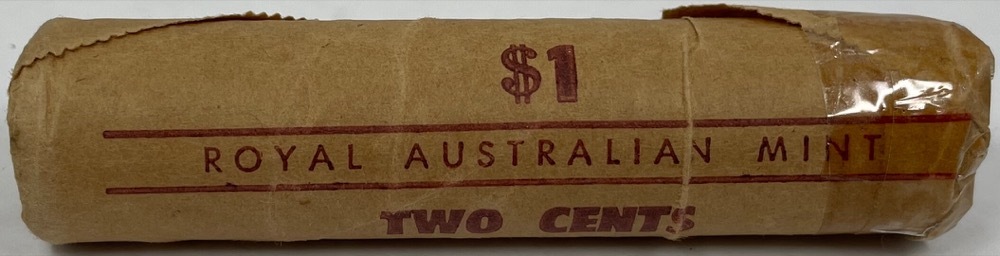 $1
ROYAL AUSTRALIAN MINT
TWO CENTS